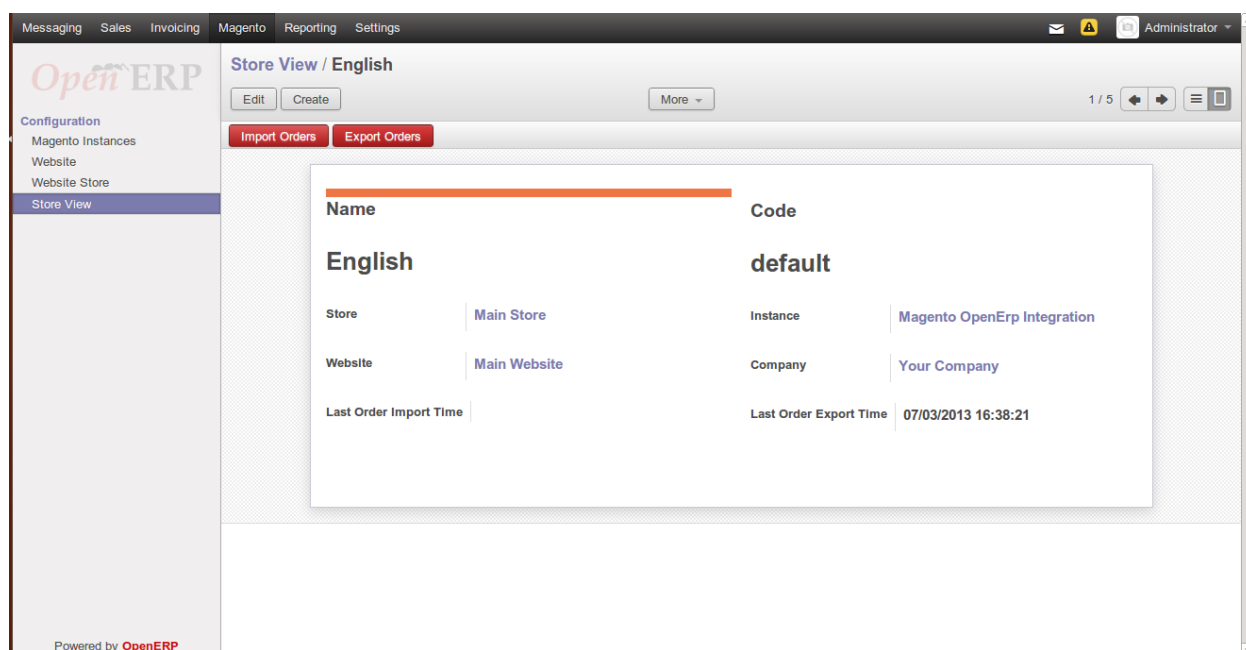 Messaging Sales Invoicing Magento Reporting Settings Administrator
Open ERP
Store View / English
Edit Create More 1 / 5
Configuration
Magento Instances
Website
Website Store
Store View
Import Orders Export Orders
Name Code
English default
Store Main Store Instance Magento OpenErp Integration
Website Main Website Company Your Company
Last Order Import Time Last Order Export Time 07/03/2013 16:38:21
Powered by OpenERP